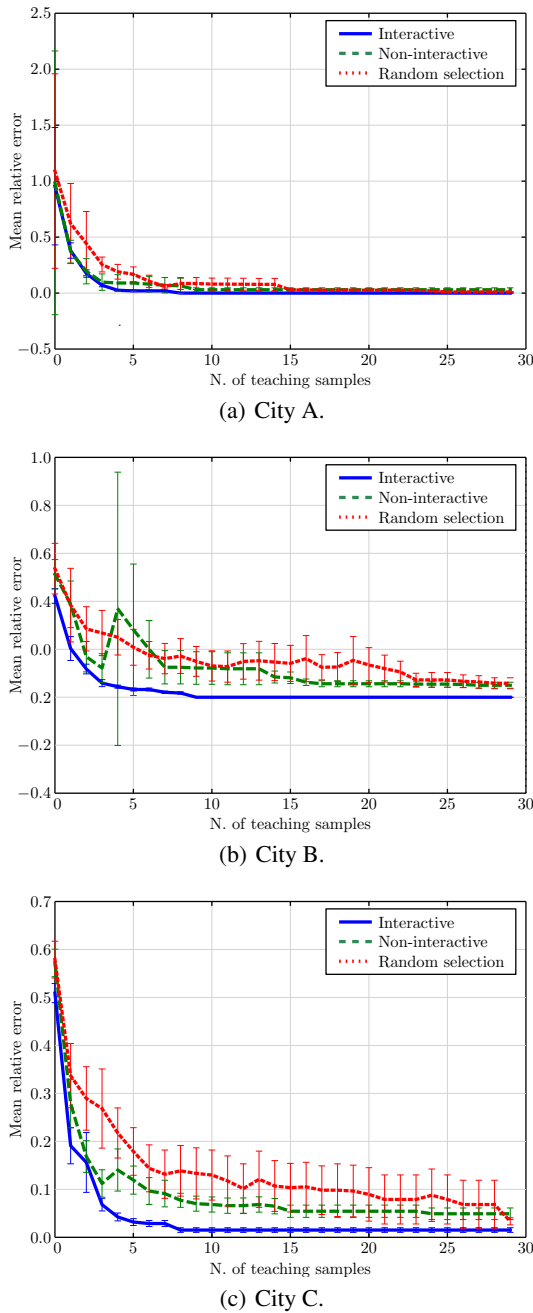 2.5
2.0
1.5
1.0
0.5
0.0
−0.5
Mean relative error
Interactive
Non-interactive
Random selection
0 5 10 15 20 25 30
N. of teaching samples
(a) City A.
1.0
0.8
0.6
0.4
0.0
0.2
−0.2
−0.4
Mean relative error
Interactive
Non-interactive
Random selection
0 5 10 15 20 25 30
N. of teaching samples
(b) City B.
0.7
0.6
0.5
0.4
0.3
0.2
0.1
0.0
Mean relative error
Interactive
Non-interactive
Random selection
0 5 10 15 20 25 30
N. of teaching samples
(c) City C.